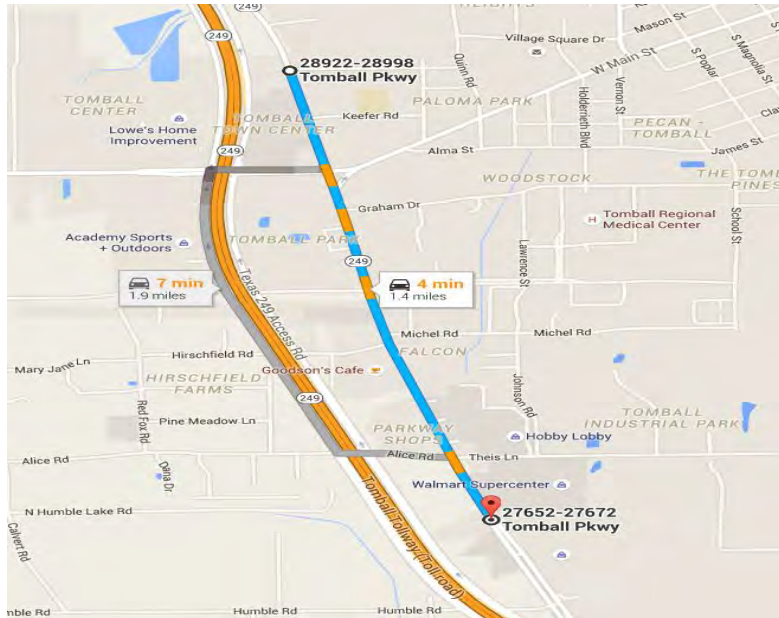 249
249
28922-28998
Tomball Pkwy
Village Square Dr
Quinn Rd
W Main St
Mason St
S Poplar
S Magnolia St
TOMBALL
CENTER
Lowe's Home
Improvement
TOMBALL
TOWN CENTER
PALOMA PARK
Keefer Rd
Holderrieth Blvd
Vernon St
PECAN -
TOMBALL
James St
249
Alma St
WOODSTOCK
THE TOMB
PINES
Graham Dr
Tomball Regional
Medical Center
School St
Academy Sports
+ Outdoors
TOMBALL PARK
249
Lawrence St
7 min
1.9 miles
Texas 249 Access Rd
4 min
1.4 miles
Michel Rd
Michel Rd
FALCON
Mary Jane Ln
Hirschfield Rd
Goodson's Cafe
HIRSCHFIELD
FARMS
249
Johnson Rd
Red Fox Rd
Pine Meadow Ln
PARKWAY
SHOPS
Hobby Lobby
TOMBALL
INDUSTRIAL PARK
Alice Rd
Alice Rd
Theis Ln
Dana Dr
Walmart Supercenter
N Humble Lake Rd
27652-27672
Tomball Pkwy
Calvert Rd
Tomball Tollway (Toll road)
mble Rd
Humble Rd
Humble Rd